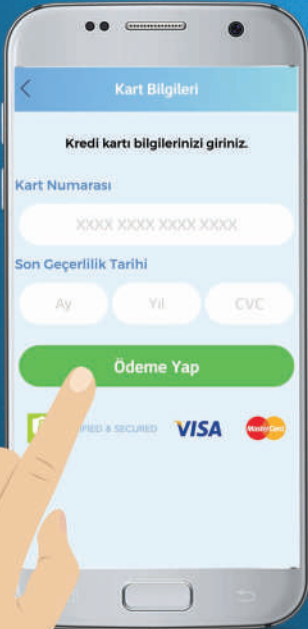 Kart Bilgileri
Kredi kartı bilgilerinizi giriniz.
Kart Numarası
XXXX XXXX XXXX XXXX
Son Geçerlilik Tarihi
Ay Yıl CVC
Ödeme Yap
& SECURED VISA MasterCard